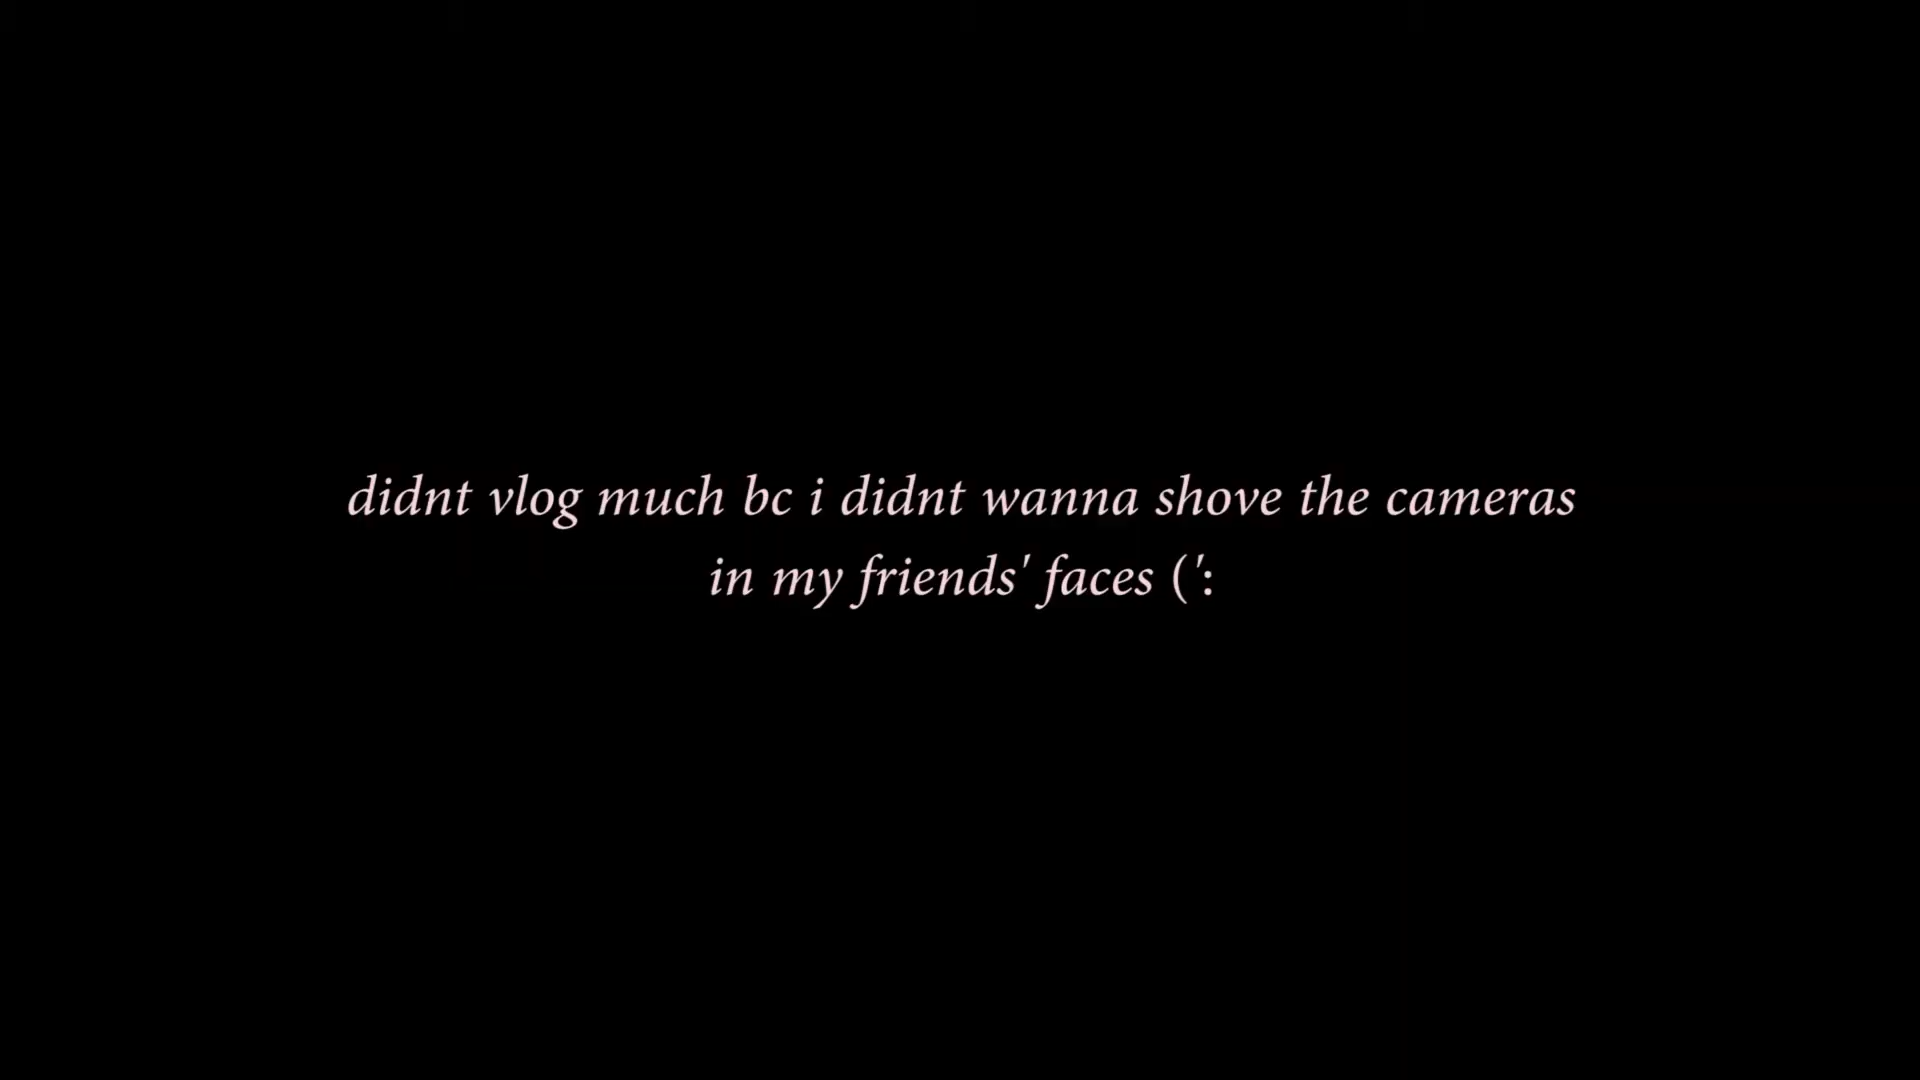 didnt vlog much bc i didnt wanna shove the cameras
in my friends' faces (':